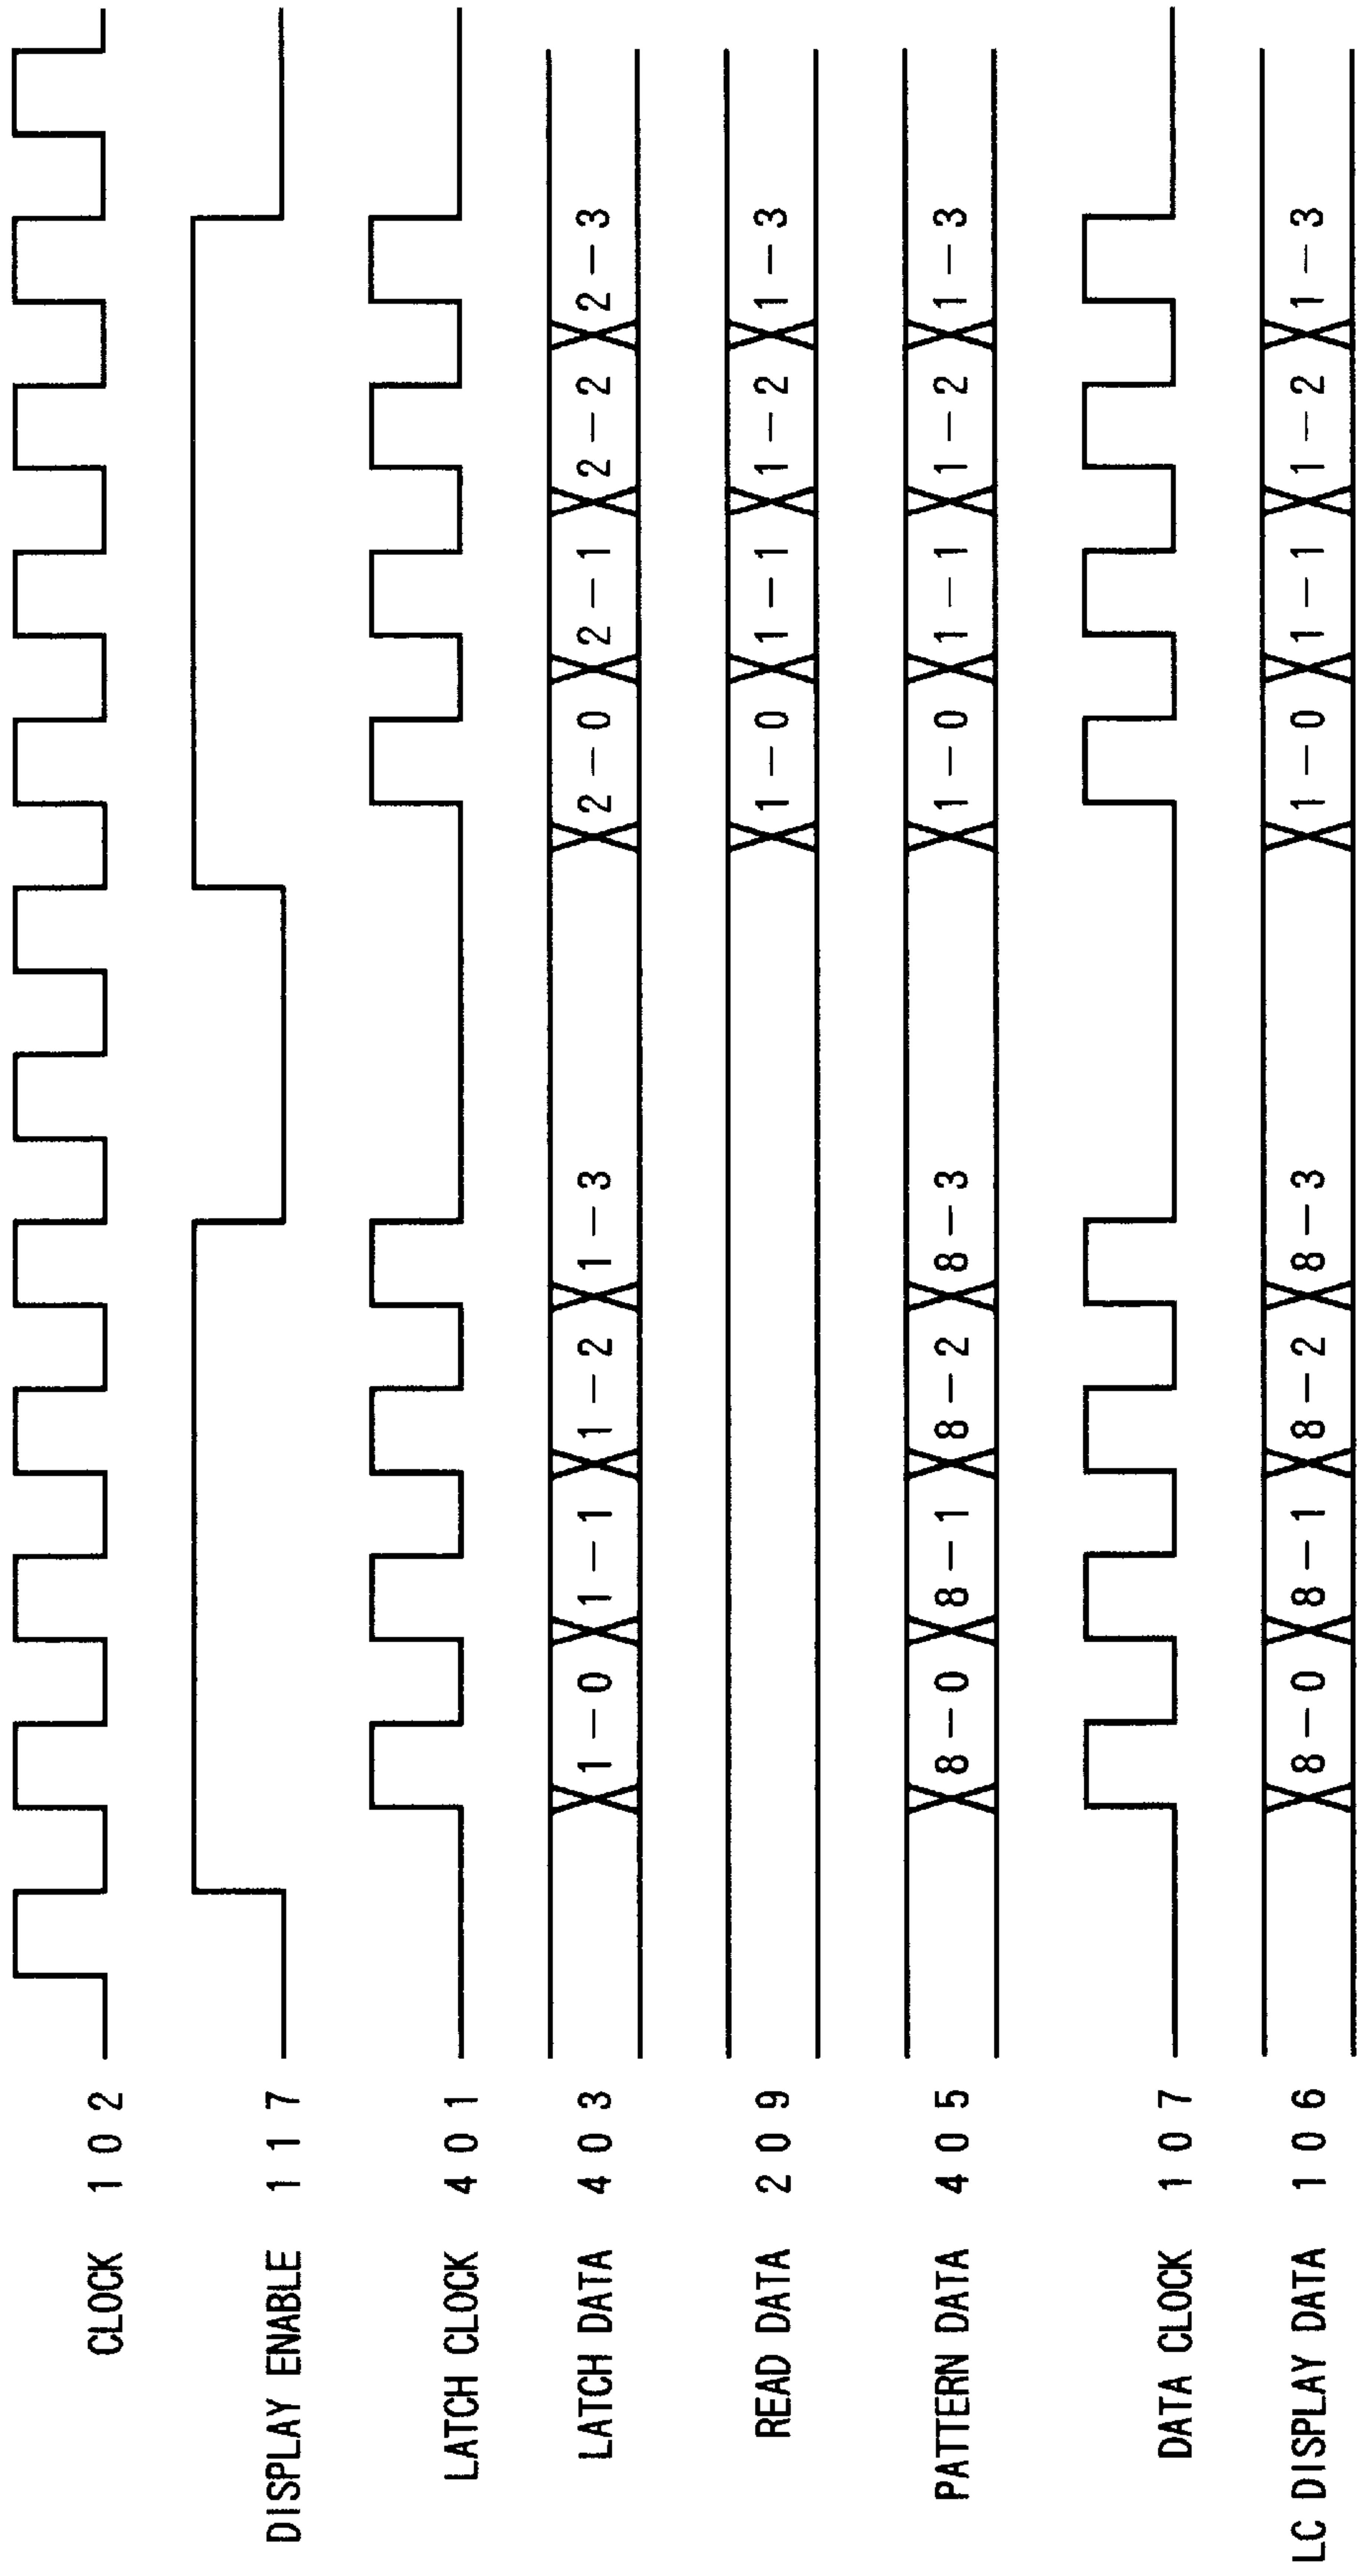 CLOCK 102
DISPLAY ENABLE 117
LATCH CLOCK 401
LATCH DATA 403 1-0 1-1 1-2 1-3 2-0 2-1 2-2 2-3
READ DATA 209 1-0 1-1 1-2 1-3
PATTERN DATA 405 8-0 8-1 8-2 8-3 1-0 1-1 1-2 1-3
DATA CLOCK 107
LC DISPLAY DATA 106 8-0 8-1 8-2 8-3 1-0 1-1 1-2 1-3